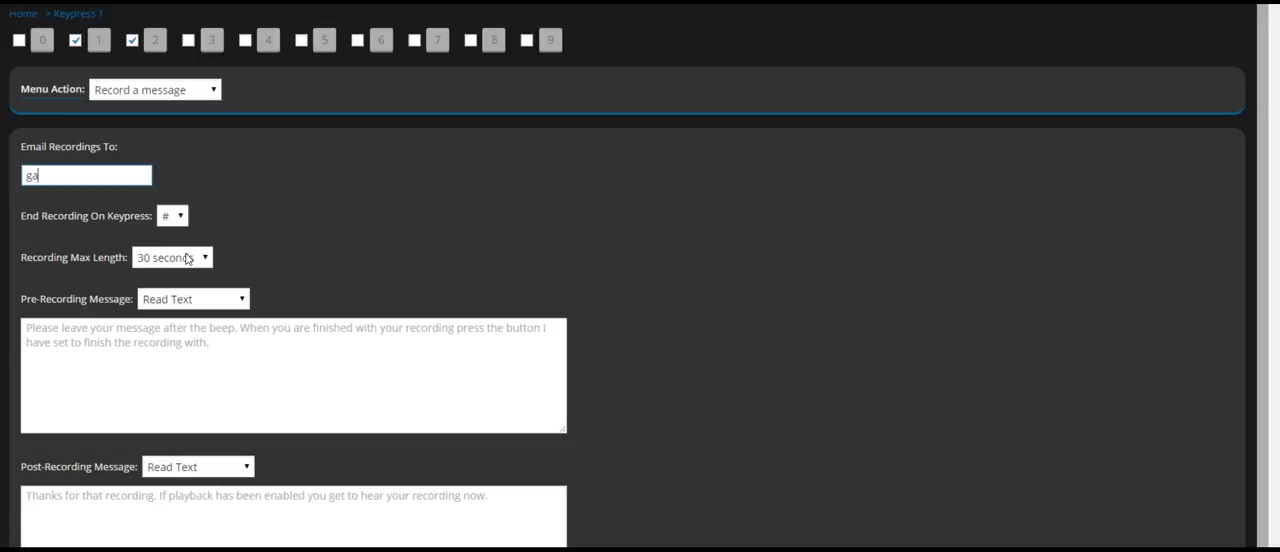 Home > Keypress 1
0 1 2 3 4 5 6 7 8 9
Menu Action: Record a message
Email Recordings To:
ga
End Recording On Keypress: #
Recording Max Length: 30 seconds
Pre-Recording Message: Read Text
Please leave your message after the beep. When you are finished with your recording press the button I
have set to finish the recording with.
Post-Recording Message: Read Text
Thanks for that recording. If playback has been enabled you get to hear your recording now.